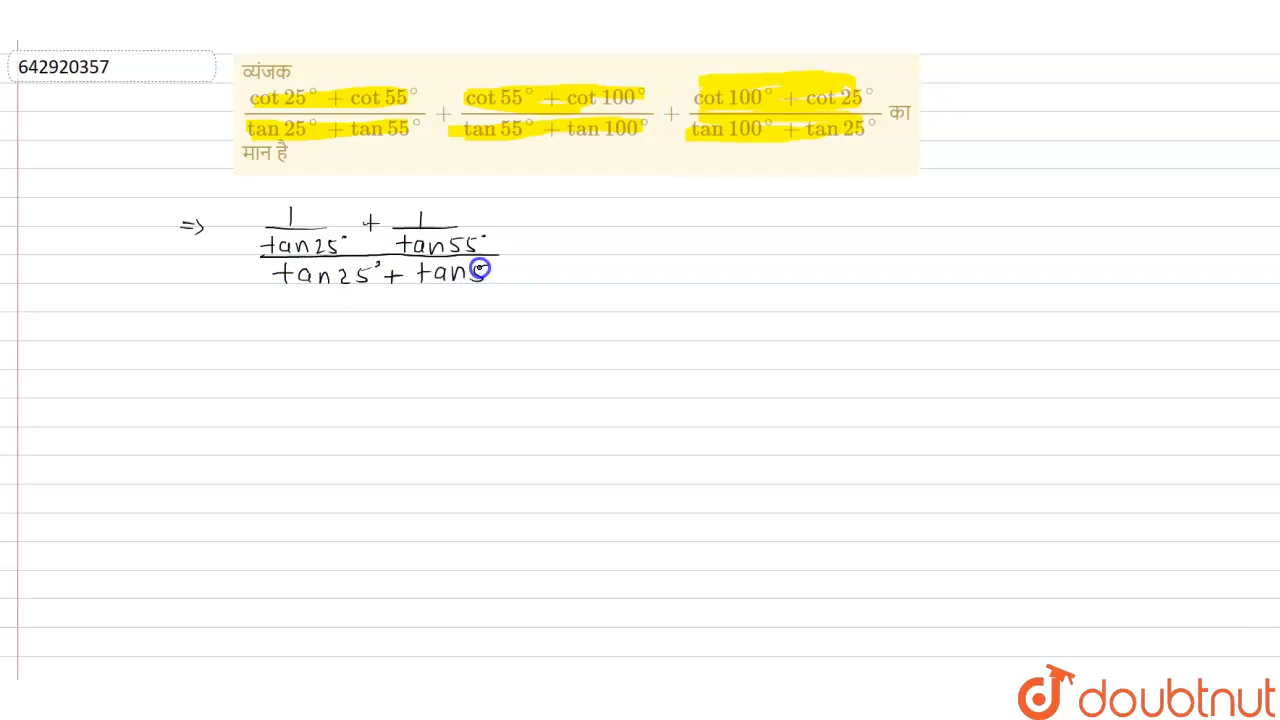 642920357
व्यंजक
cot 25° + cot 55° / tan 25° + tan 55° + cot 55° + cot 100° / tan 55° + tan 100° + cot 100° + cot 25° / tan 100° + tan 25° का
मान है
⇒ 1 / tan25° + 1 / tan55°
tan25° + tan5
doubtnut